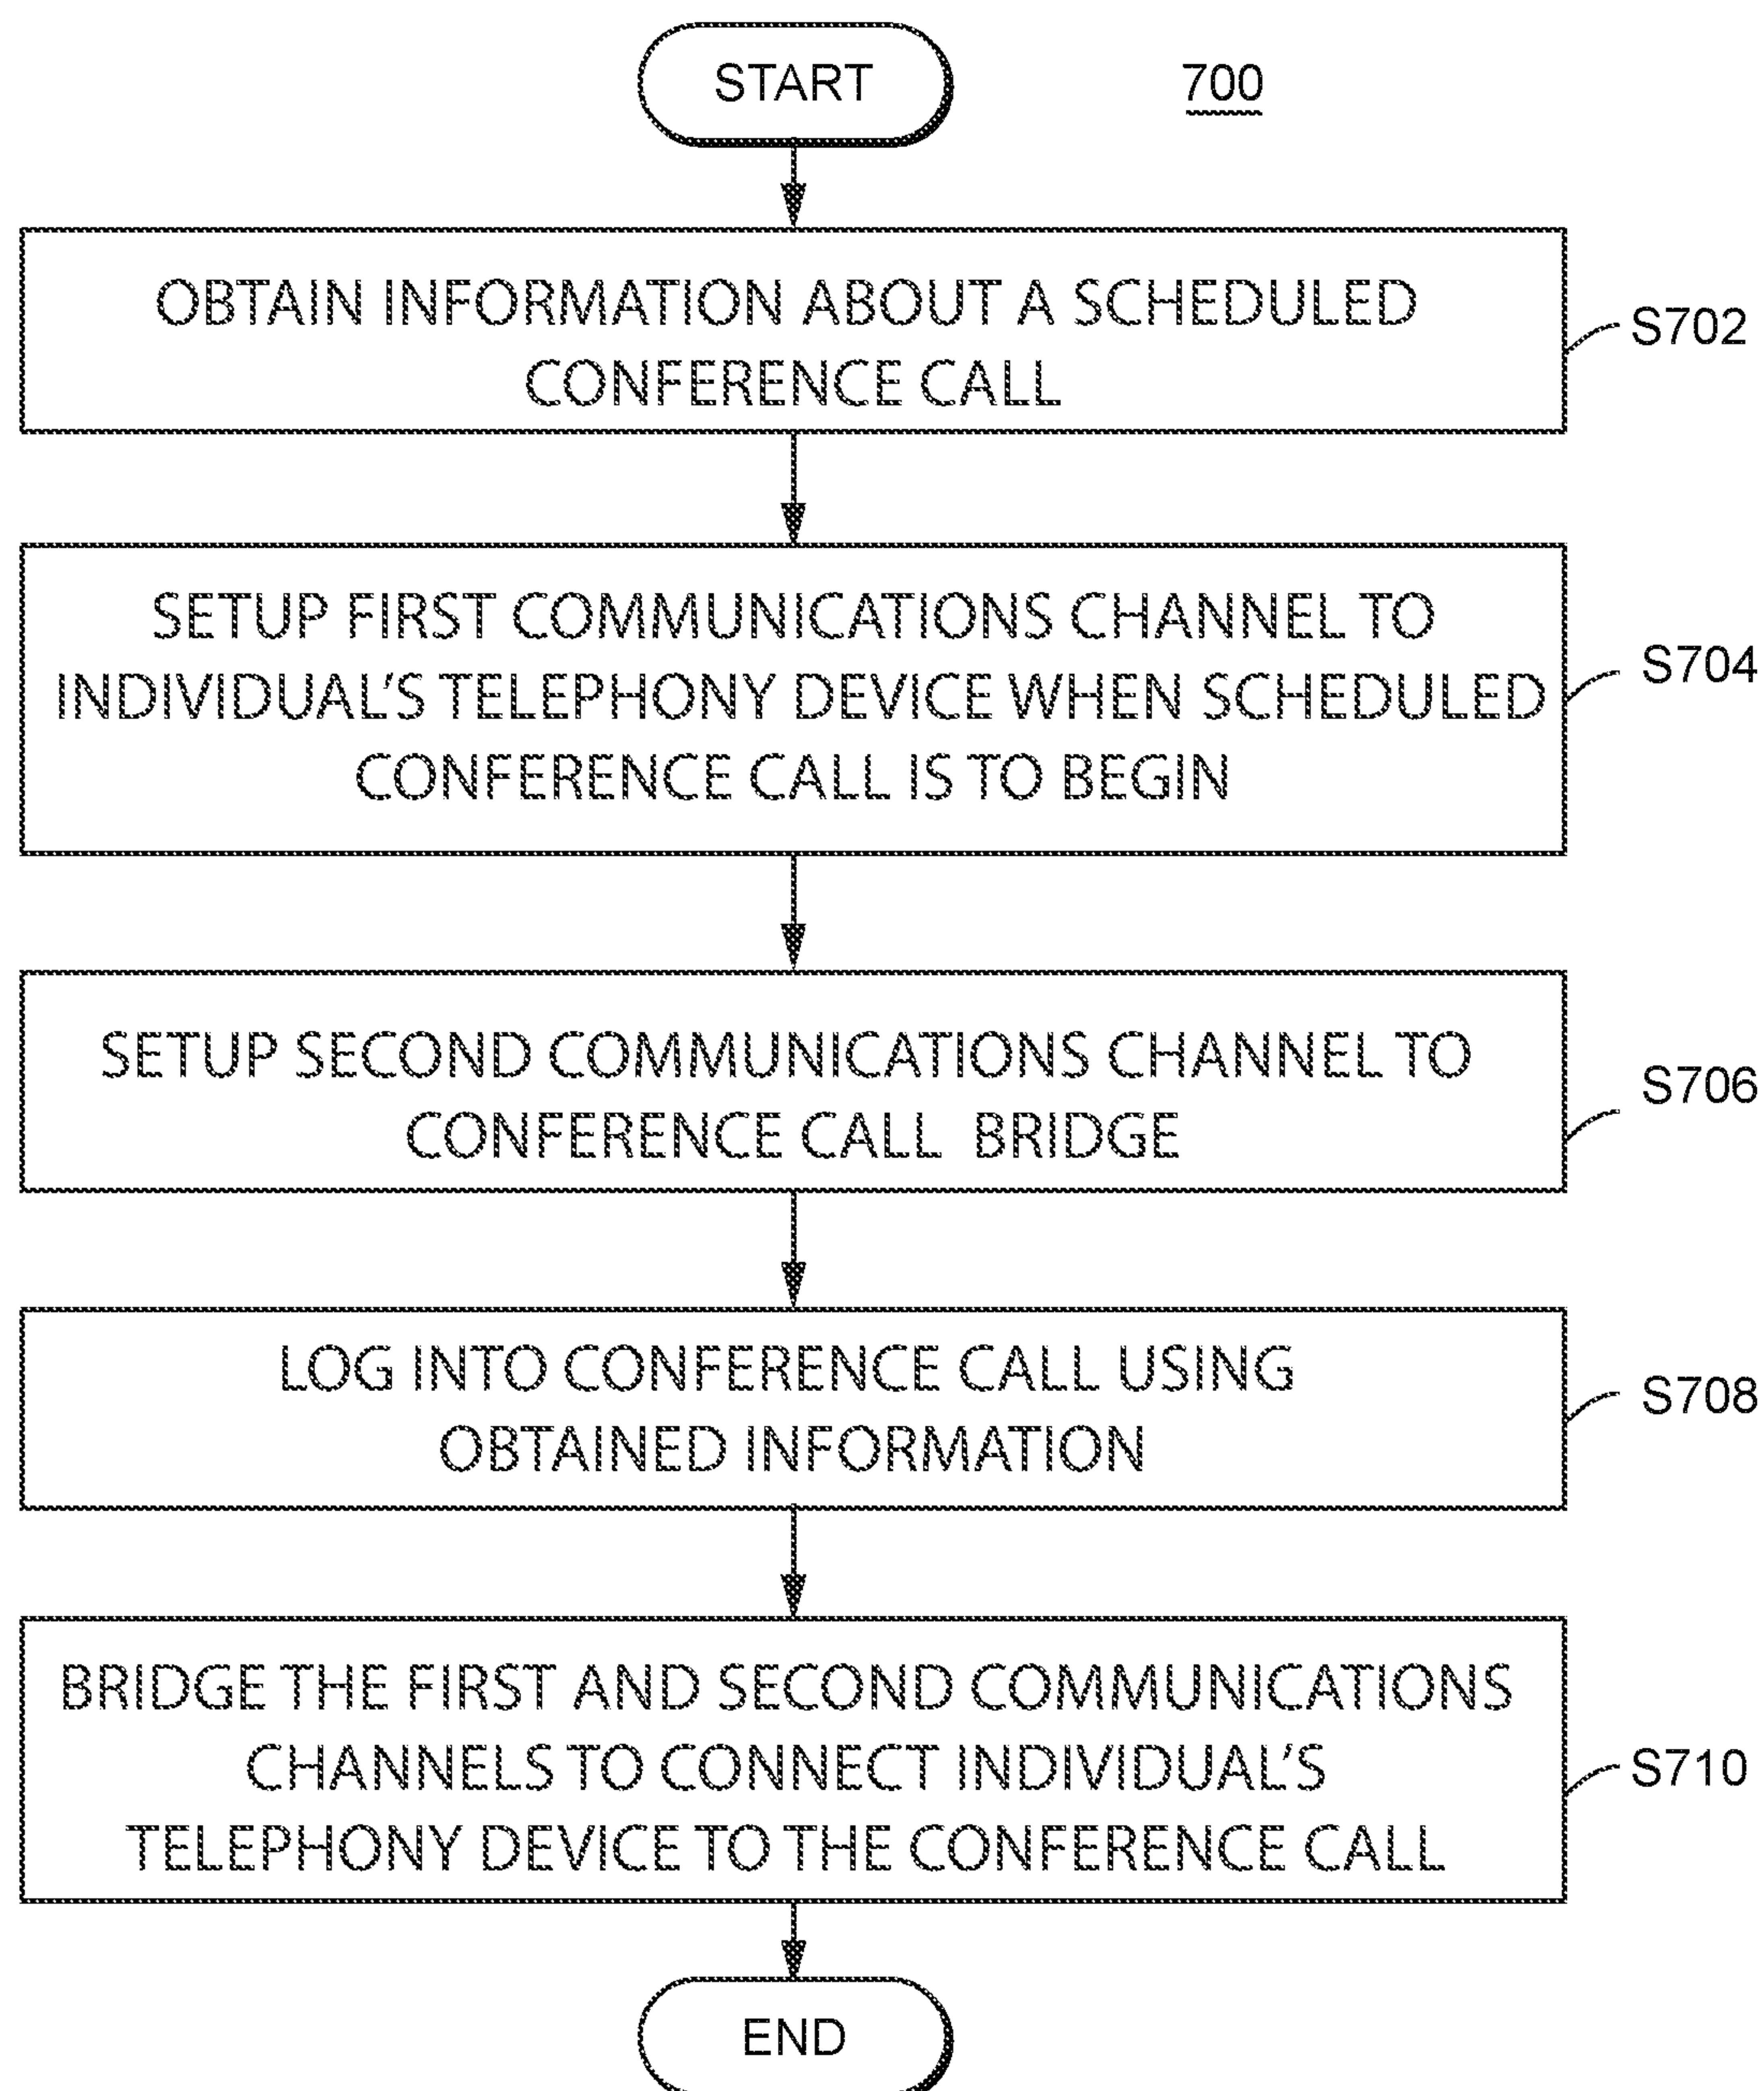 START
700
OBTAIN INFORMATION ABOUT A SCHEDULED
CONFERENCE CALL
S702
SETUP FIRST COMMUNICATIONS CHANNEL TO
INDIVIDUAL'S TELEPHONY DEVICE WHEN SCHEDULED
CONFERENCE CALL IS TO BEGIN
S704
SETUP SECOND COMMUNICATIONS CHANNEL TO
CONFERENCE CALL BRIDGE
S706
LOG INTO CONFERENCE CALL USING
OBTAINED INFORMATION
S708
BRIDGE THE FIRST AND SECOND COMMUNICATIONS
CHANNELS TO CONNECT INDIVIDUAL'S
TELEPHONY DEVICE TO THE CONFERENCE CALL
S710
END